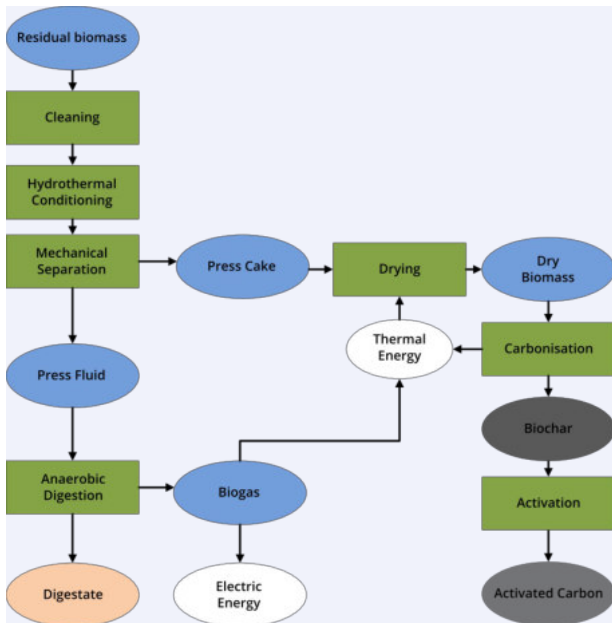 Residual biomass
Cleaning
Hydrothermal
Conditioning
Mechanical
Separation
Press Cake
Drying
Dry
Biomass
Thermal
Energy
Carbonisation
Press Fluid
Biochar
Anaerobic
Digestion
Biogas
Activation
Digestate
Electric
Energy
Activated Carbon